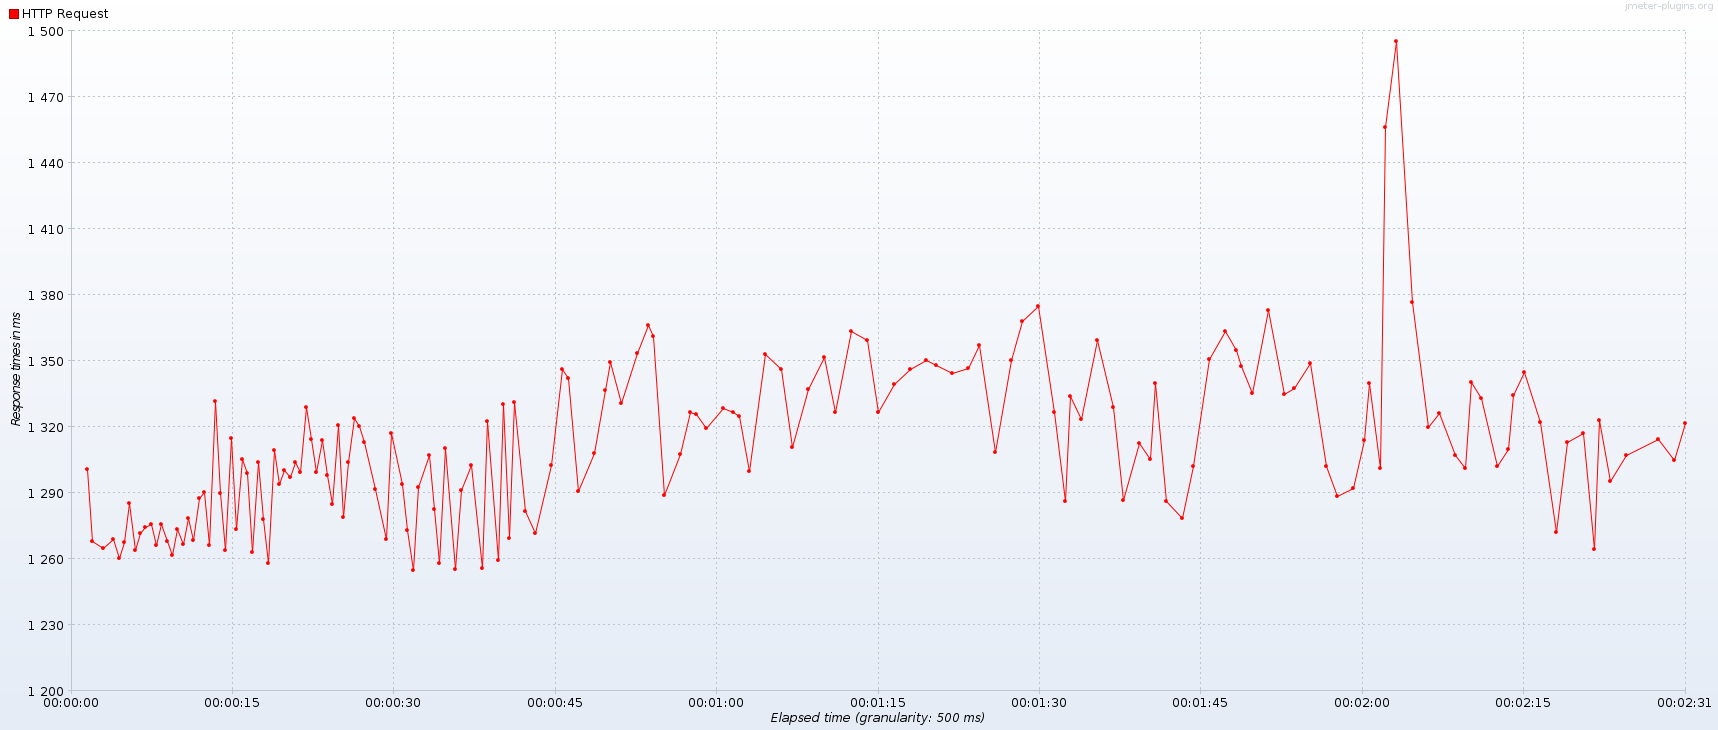 HTTP Request
jmeter-plugins.org
1 500
1 470
1 440
1 410
1 380
1 350
1 320
1 290
1 260
1 230
1 200
Response times in ms
00:00:00 00:00:15 00:00:30 00:00:45 00:01:00 00:01:15 00:01:30 00:01:45 00:02:00 00:02:15 00:02:31
Elapsed time (granularity: 500 ms)